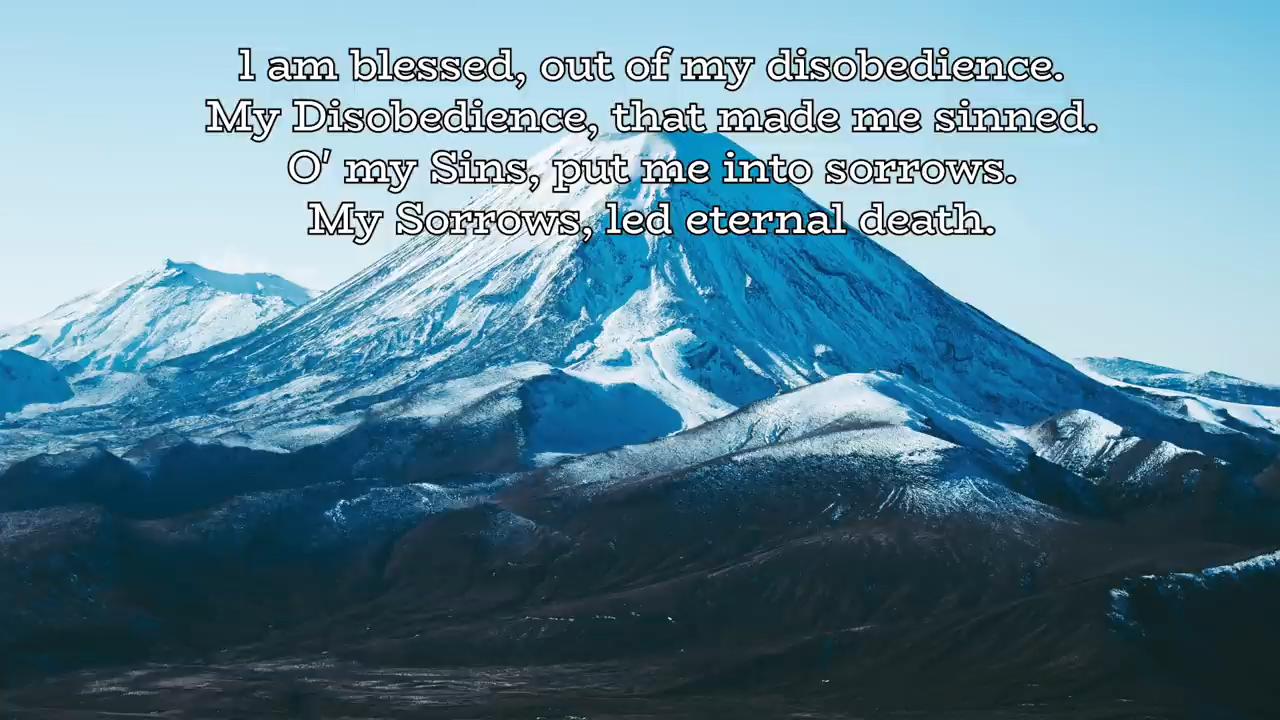 I am blessed, out of my disobedience.
My Disobedience, that made me sinned.
O' my Sins, put me into sorrows.
My Sorrows, led eternal death.